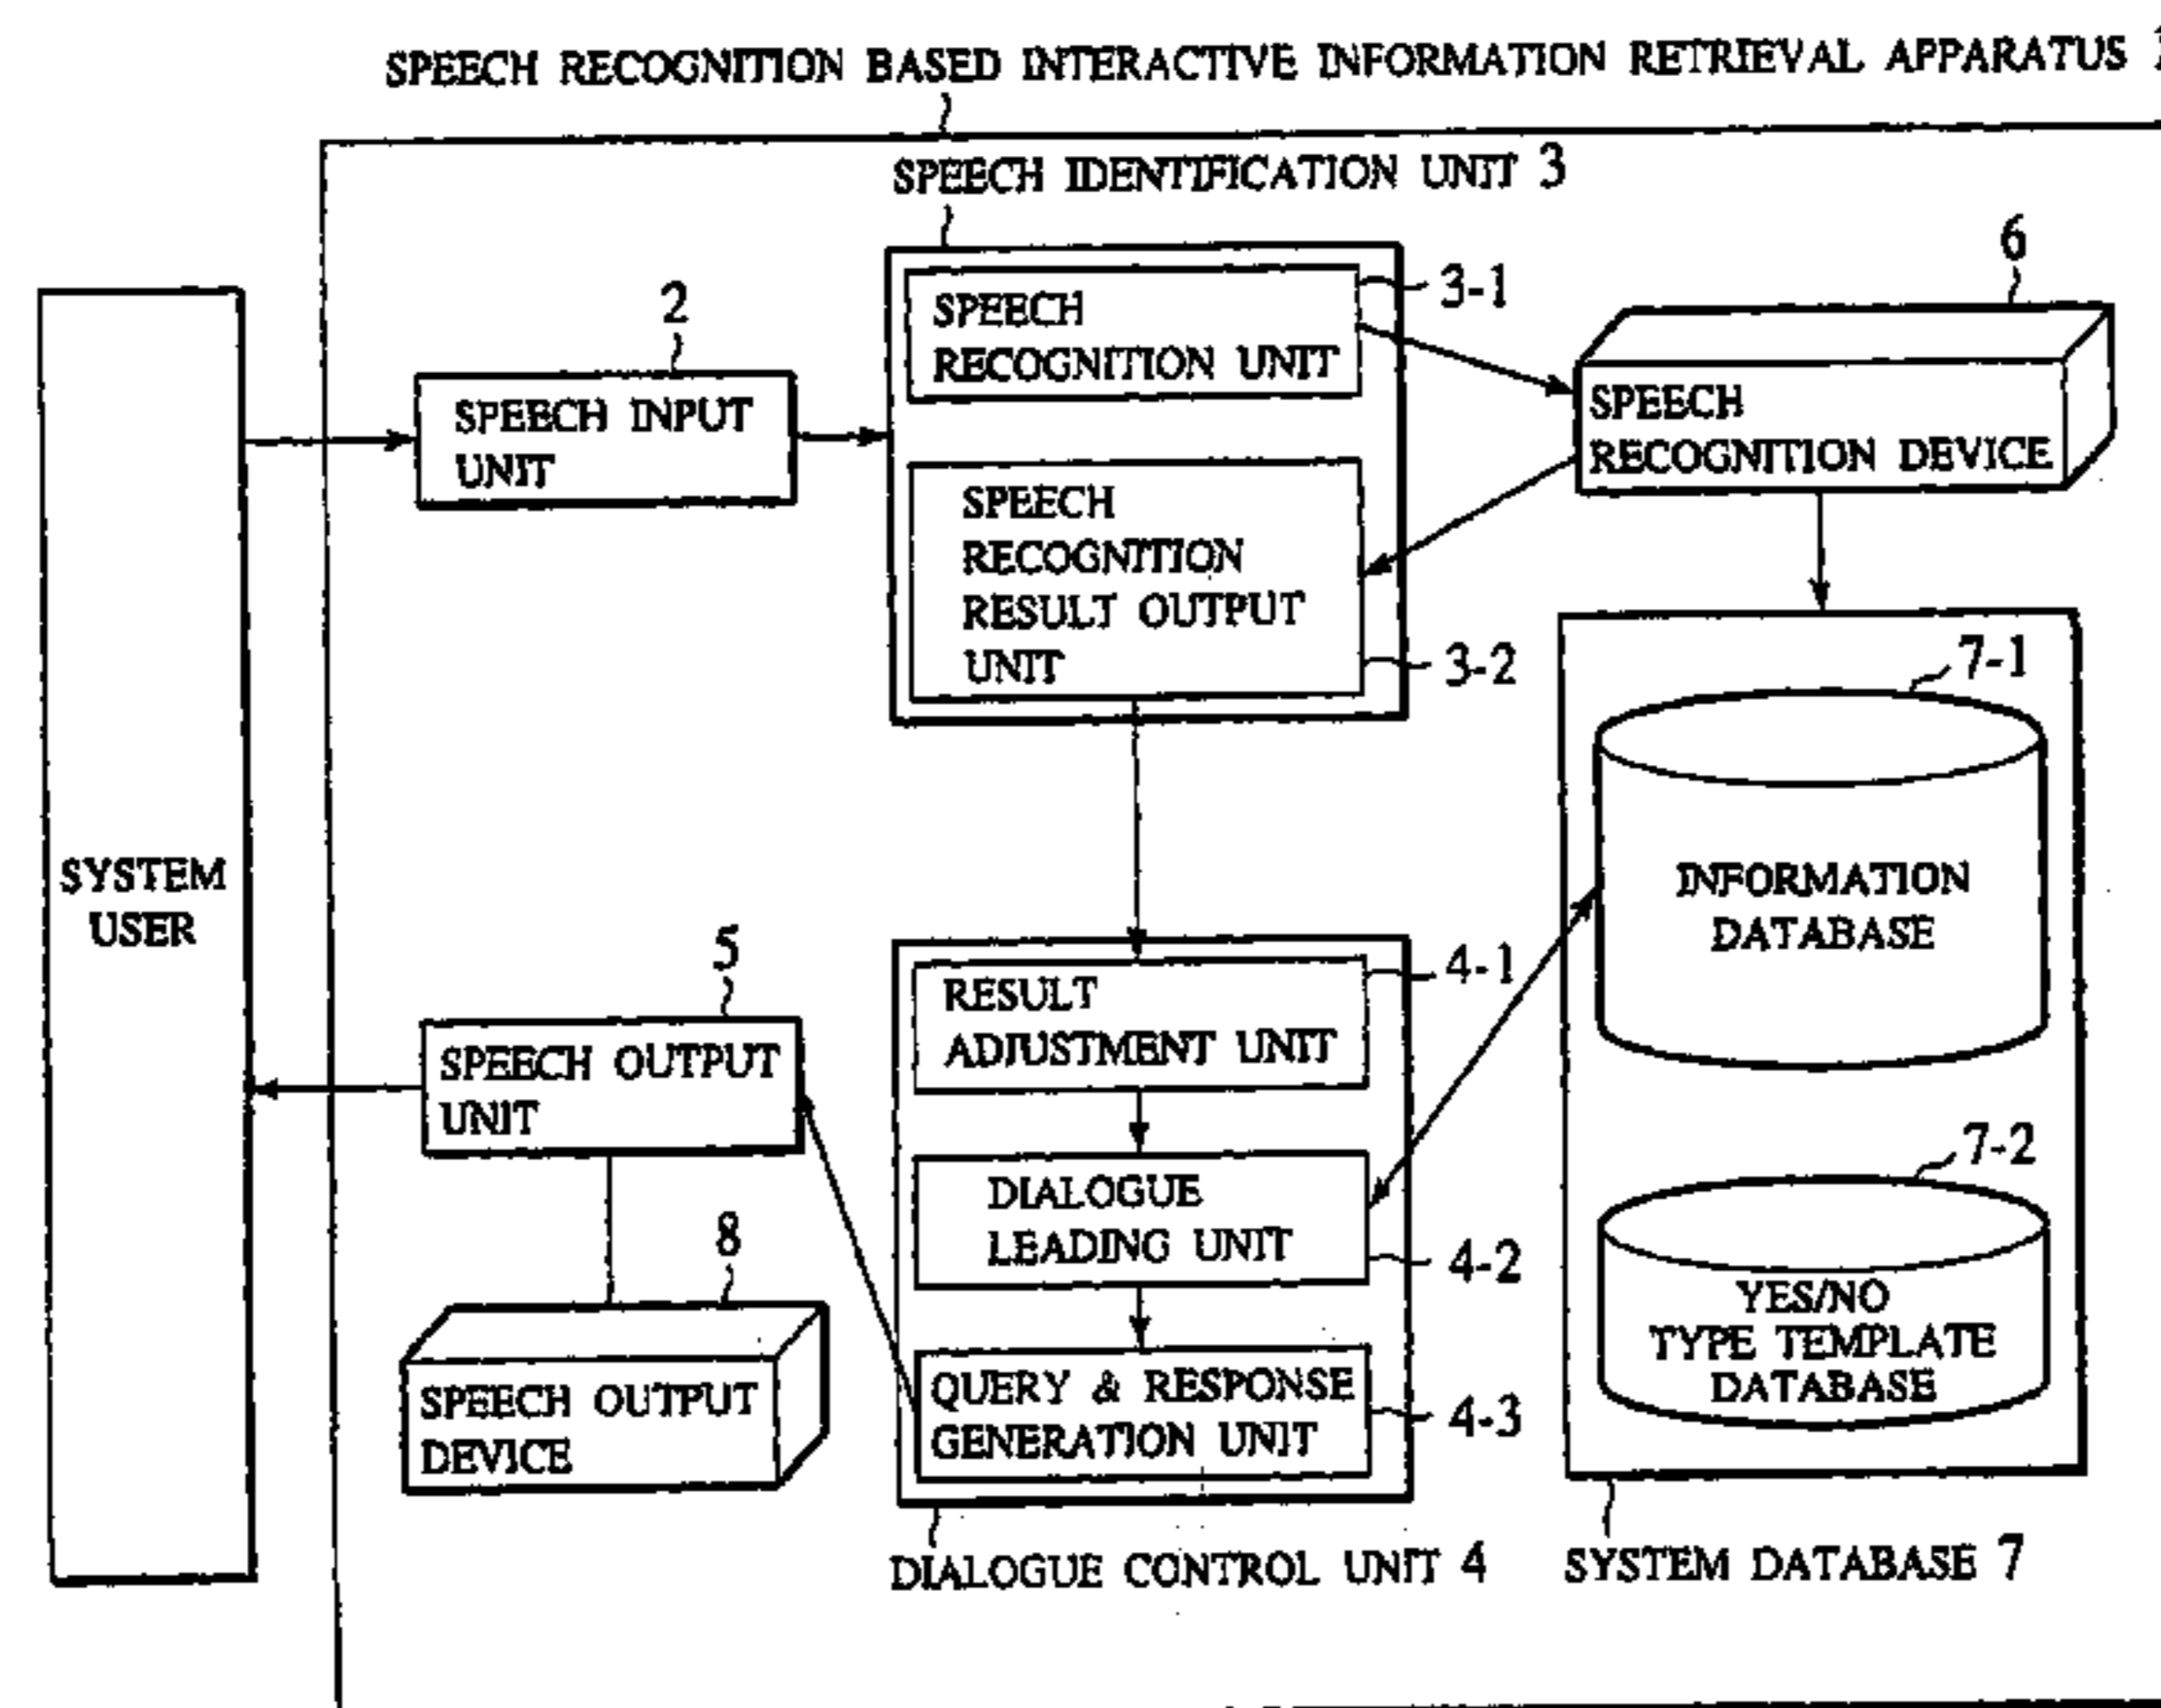 SPEECH RECOGNITION BASED INTERACTIVE INFORMATION RETRIEVAL APPARATUS
SPEECH IDENTIFICATION UNIT 3
6
3-1
2
SPEECH
RECOGNITION UNIT
SPEECH
RECOGNITION DEVICE
SPEECH INPUT
UNIT
SPEECH
RECOGNITION
RESULT OUTPUT
UNIT
3-2
7-1
SYSTEM
USER
INFORMATION
DATABASE
5
4-1
RESULT
ADJUSTMENT UNIT
SPEECH OUTPUT
UNIT
7-2
DIALOGUE
LEADING UNIT
4-2
8
YES/NO
TYPE TEMPLATE
DATABASE
SPEECH OUTPUT
DEVICE
QUERY & RESPONSE
GENERATION UNIT
4-3
DIALOGUE CONTROL UNIT 4
SYSTEM DATABASE 7